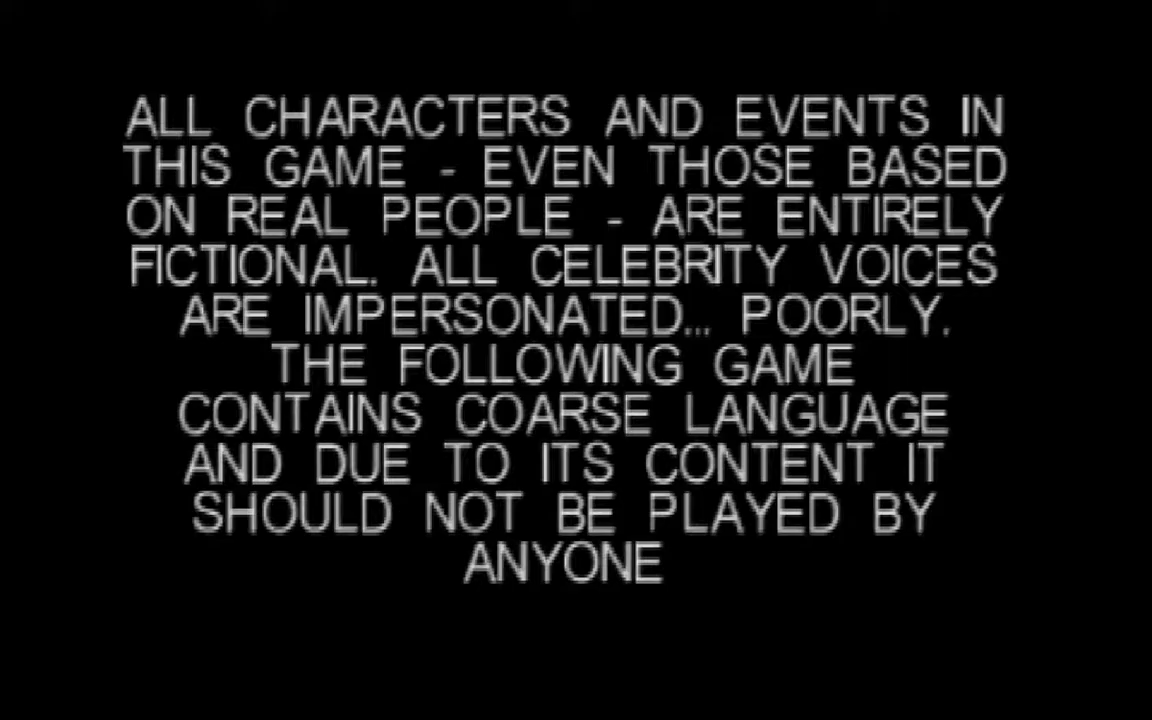 ALL CHARACTERS AND EVENTS IN
THIS GAME - EVEN THOSE BASED
ON REAL PEOPLE - ARE ENTIRELY
FICTIONAL. ALL CELEBRITY VOICES
ARE IMPERSONATED... POORLY.
THE FOLLOWING GAME
CONTAINS COARSE LANGUAGE
AND DUE TO ITS CONTENT IT
SHOULD NOT BE PLAYED BY
ANYONE